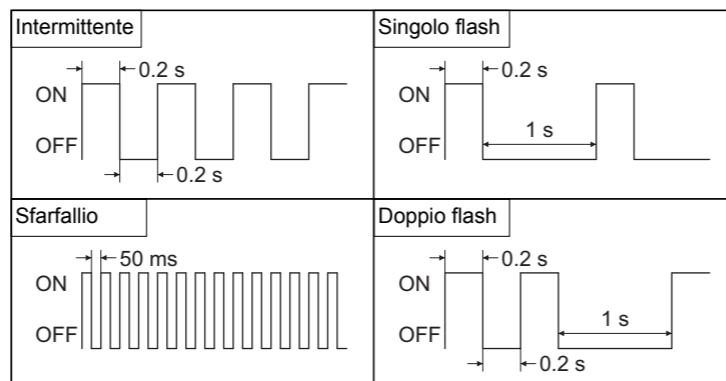 Intermittente
0.2 s
ON
OFF
0.2 s
Singolo flash
0.2 s
ON
1 s
OFF
Sfarfallio
50 ms
ON
OFF
Doppio flash
0.2 s
ON
1 s
OFF
0.2 s